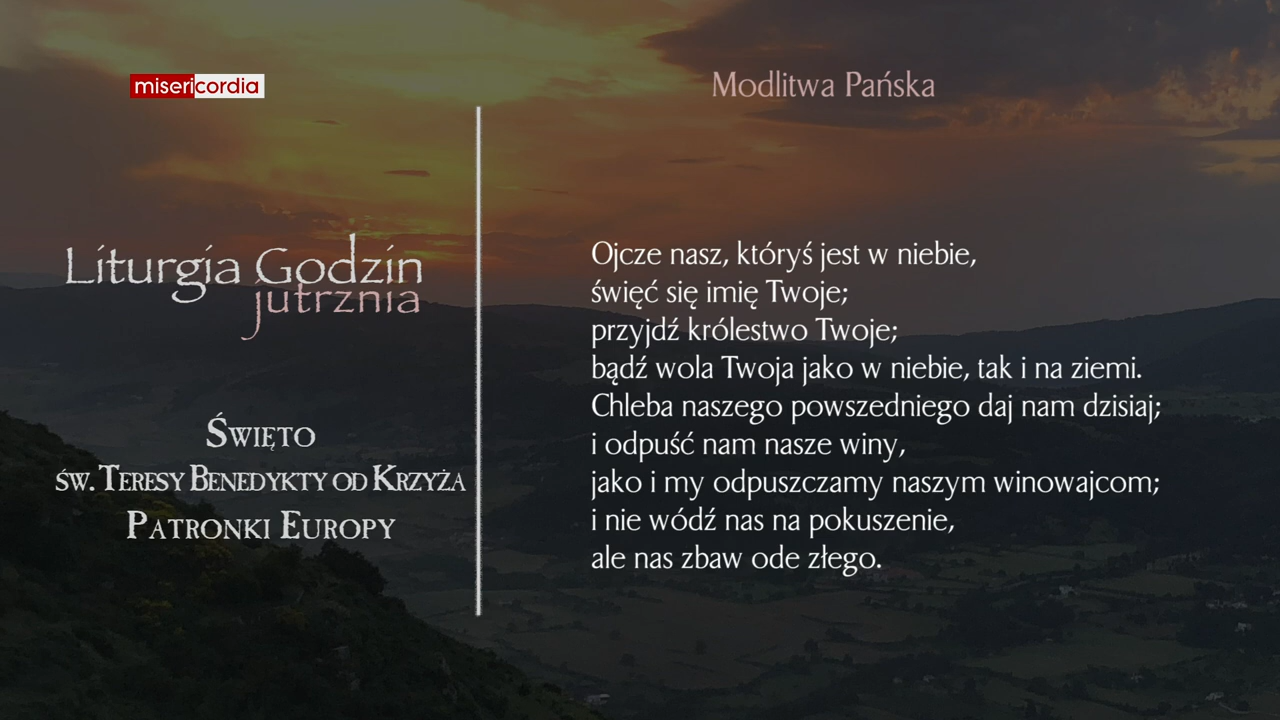 misericordia
Liturgia Godzin
jutrznia
Święto
św. Teresy Benedykty od Krzyża
Patronki Europy
Modlitwa Pańska
Ojcze nasz, któryś jest w niebie,
święć się imię Twoje;
przyjdź królestwo Twoje;
bądź wola Twoja jako w niebie, tak i na ziemi.
Chleba naszego powszedniego daj nam dzisiaj;
i odpuść nam nasze winy,
jako i my odpuszczamy naszym winowajcom;
i nie wódź nas na pokuszenie,
ale nas zbaw ode złego.